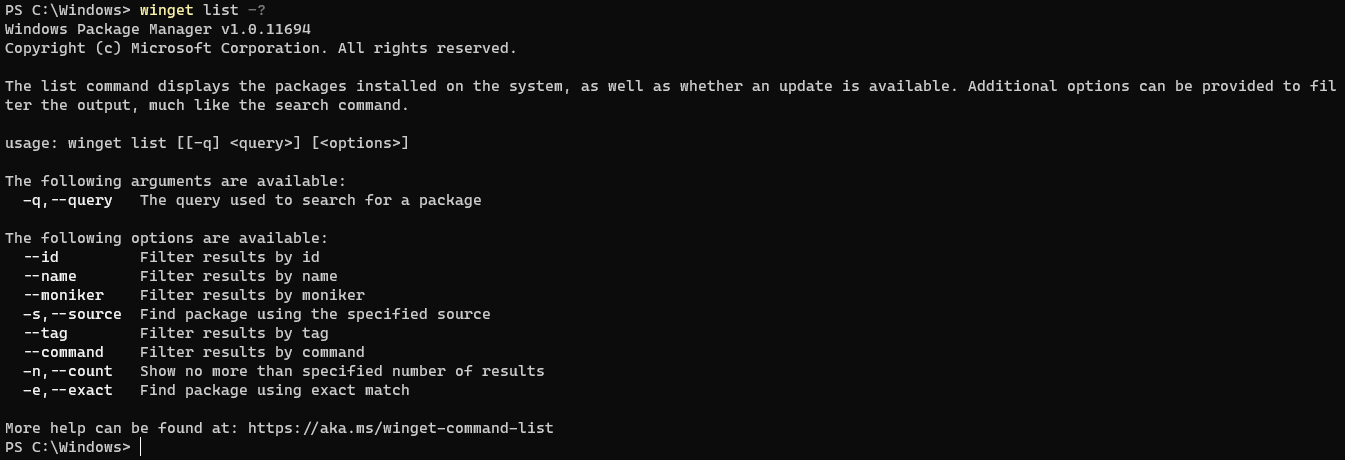 PS C:\Windows> winget list -?
Windows Package Manager v1.0.11694
Copyright (c) Microsoft Corporation. All rights reserved.

The list command displays the packages installed on the system, as well as whether an update is available. Additional options can be provided to fil
ter the output, much like the search command.

usage: winget list [[-q] <query>] [<options>]

The following arguments are available:
  -q,--query   The query used to search for a package

The following options are available:
  --id         Filter results by id
  --name       Filter results by name
  --moniker    Filter results by moniker
  -s,--source  Find package using the specified source
  --tag        Filter results by tag
  --command    Filter results by command
  -n,--count   Show no more than specified number of results
  -e,--exact   Find package using exact match

More help can be found at: https://aka.ms/winget-command-list
PS C:\Windows>